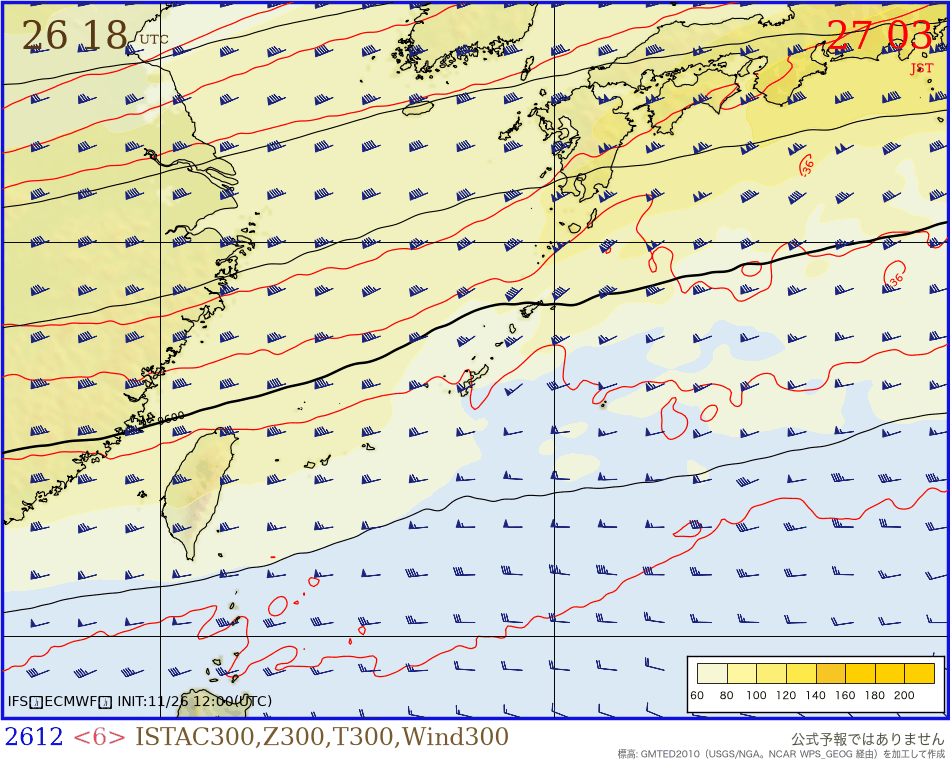 26 18 UTC
27 03
JST
-36
-36
9600
60 80 100 120 140 160 180 200
IFS ECMWF INIT:11/26 12:00(UTC)
2612 <6> ISTAC300,Z300,T300,Wind300
公式予報ではありません
標高: GMTED2010（USGS/NGA。NCAR WPS_GEOG 経由）を加工して作成